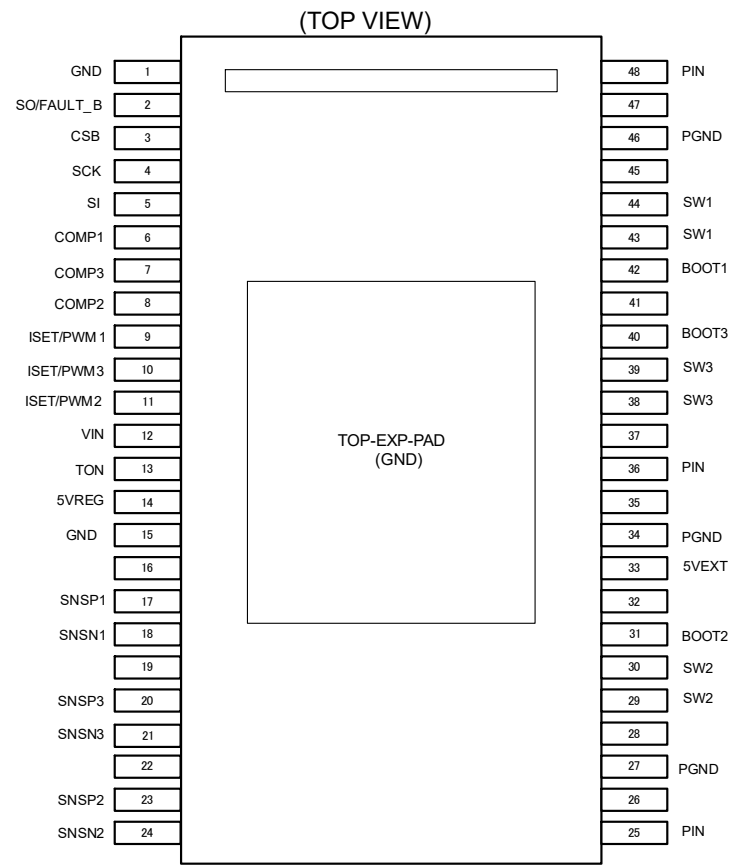 (TOP VIEW)
GND 1 48 PIN
SO/FAULT_B 2 47
CSB 3 46 PGND
SCK 4 45
SI 5 44 SW1
COMP1 6 43 SW1
COMP3 7 42 BOOT1
COMP2 8 41
ISET/PWM1 9 40 BOOT3
ISET/PWM3 10 39 SW3
ISET/PWM2 11 38 SW3
VIN 12 37
TOP-EXP-PAD
(GND)
TON 13 36 PIN
5VREG 14 35
GND 15 34 PGND
16 33 5VEXT
SNSP1 17 32
SNSN1 18 31 BOOT2
19 30 SW2
SNSP3 20 29 SW2
SNSN3 21 28
22 27 PGND
SNSP2 23 26
SNSN2 24 25 PIN